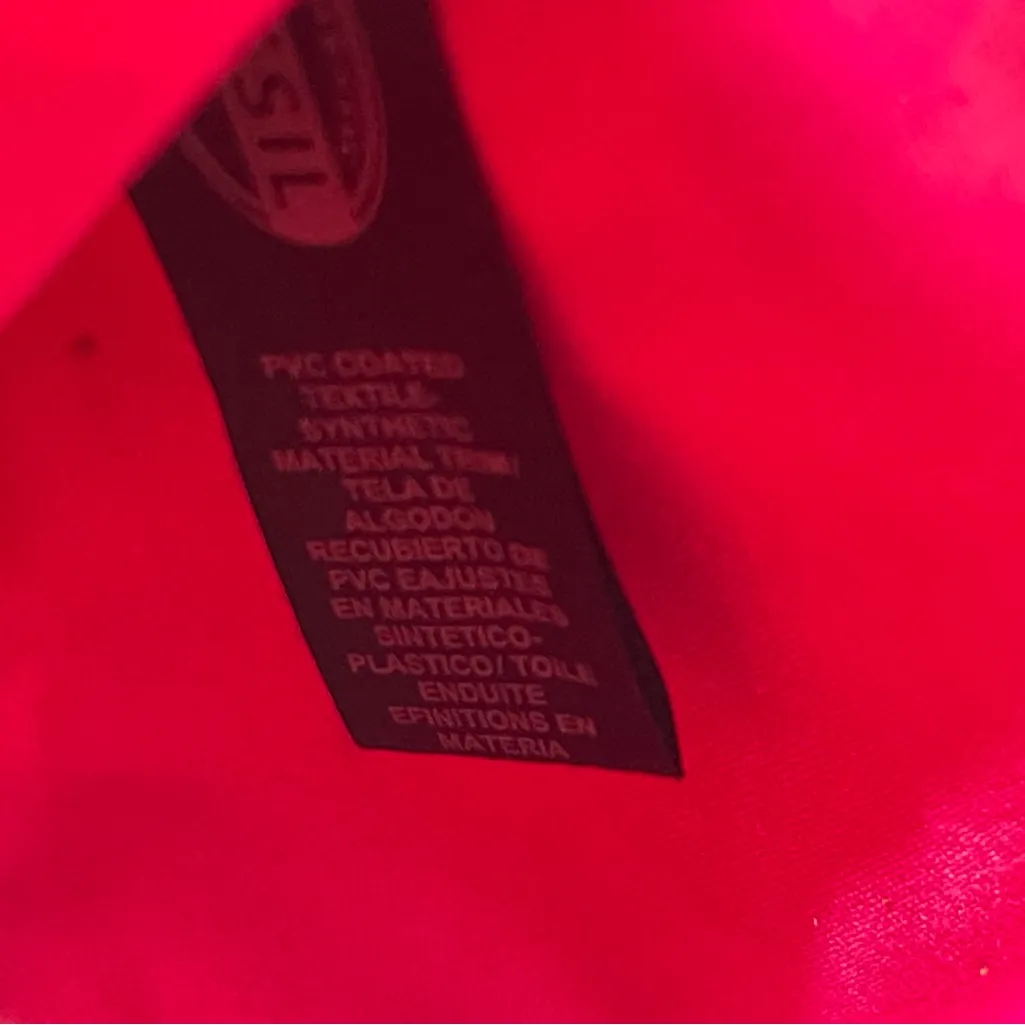 SIL
PVC COATED
TEXTILE-
SYNTHETIC
MATERIAL TRIM/
TELA DE
ALGODON
RECUBIERTO DE
PVC EAJUSTES
EN MATERIALES
SINTETICO-
PLASTICO/TOILE
ENDUITE
EFINITIONS EN
MATERIA